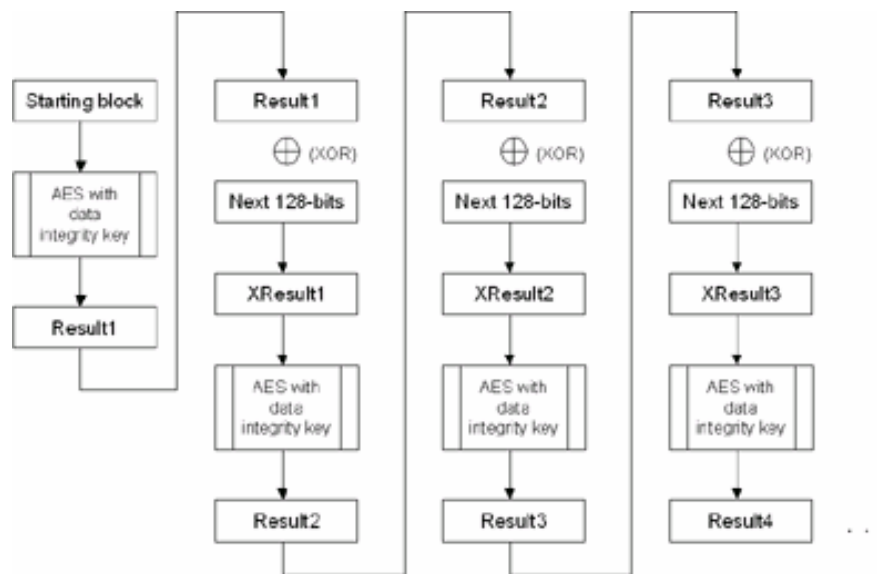 Starting block
AES with
data
integrity key
Result1
Result1
(XOR)
Next 128-bits
XResult1
AES with
data
integrity key
Result2
Result2
(XOR)
Next 128-bits
XResult2
AES with
data
integrity key
Result3
Result3
(XOR)
Next 128-bits
XResult3
AES with
data
integrity key
Result4
. .